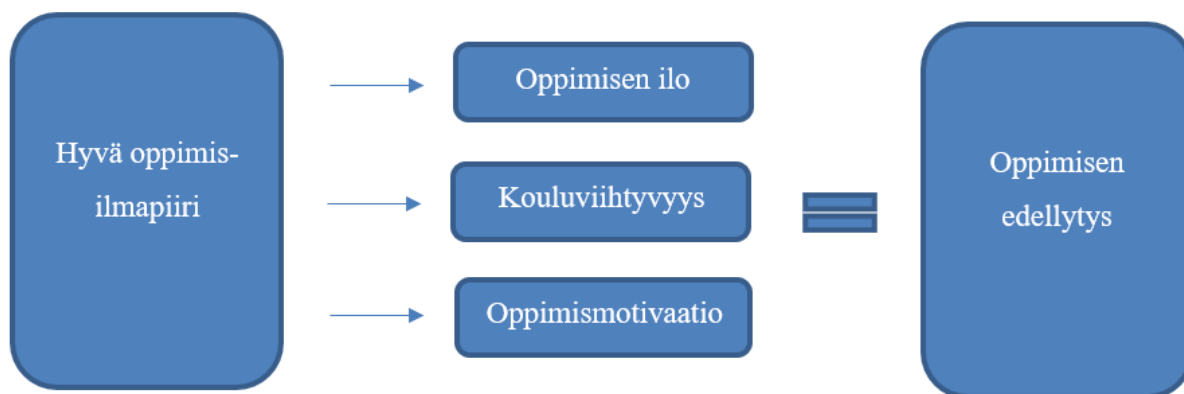 Hyvä oppimis-
ilmapiiri
Oppimisen ilo
Kouluviihtyvyys
Oppimismotivaatio
Oppimisen
edellytys